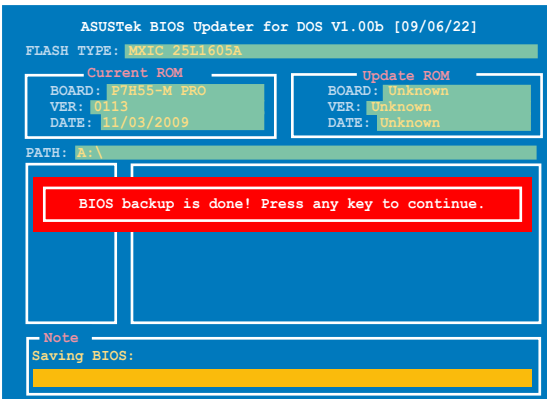 ASUSTek BIOS Updater for DOS V1.00b [09/06/22]
FLASH TYPE: MXIC 25L1605A
Current ROM
BOARD: P7H55-M PRO
VER: 0113
DATE: 11/03/2009
Update ROM
BOARD: Unknown
VER: Unknown
DATE: Unknown
PATH: A:\
BIOS backup is done! Press any key to continue.
Note
Saving BIOS: